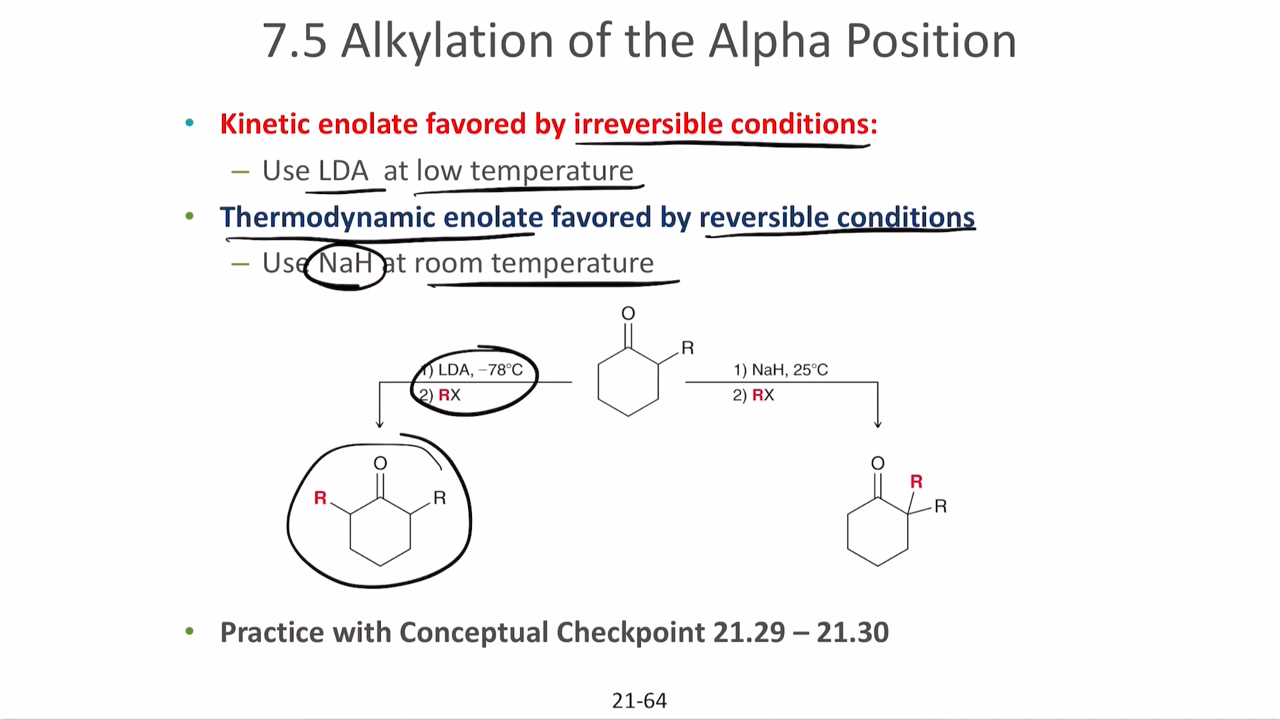 7.5 Alkylation of the Alpha Position
• Kinetic enolate favored by irreversible conditions:
– Use LDA at low temperature
• Thermodynamic enolate favored by reversible conditions
– Use NaH at room temperature
O
R
1) LDA, –78°C
2) RX
1) NaH, 25°C
2) RX
O
R
R
O
R
R
• Practice with Conceptual Checkpoint 21.29 – 21.30
21-64